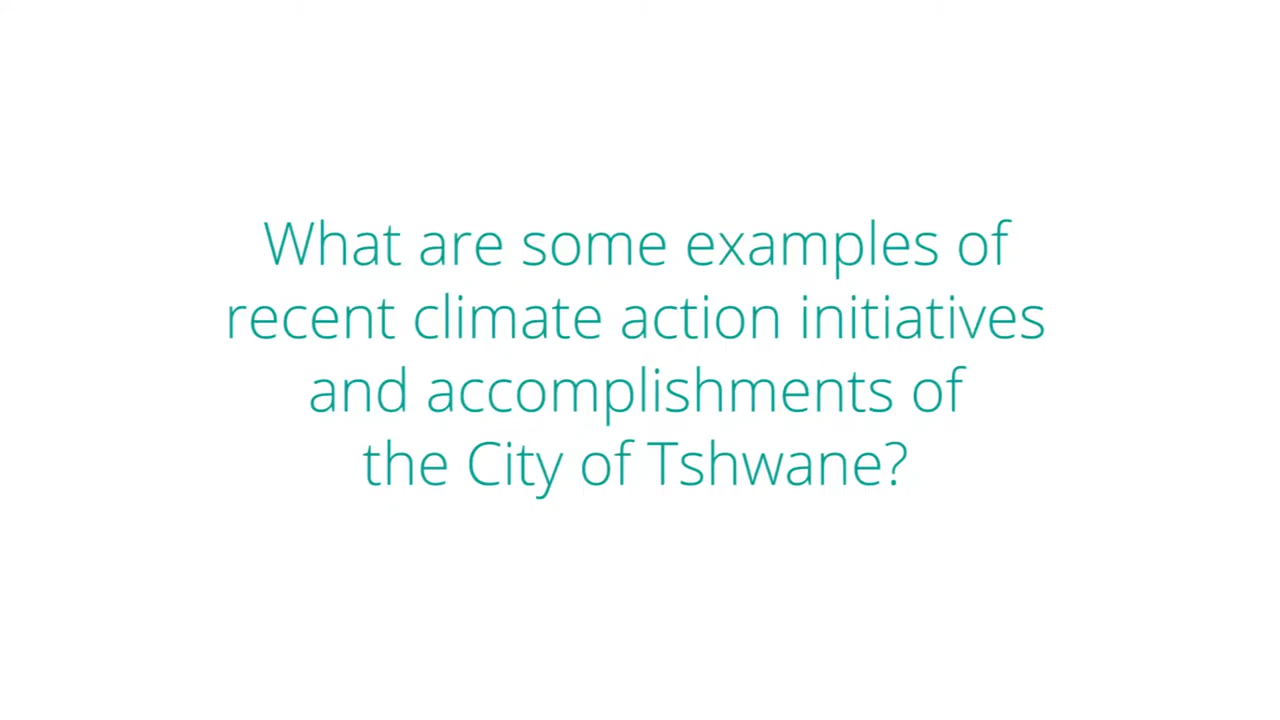 What are some examples of
recent climate action initiatives
and accomplishments of
the City of Tshwane?